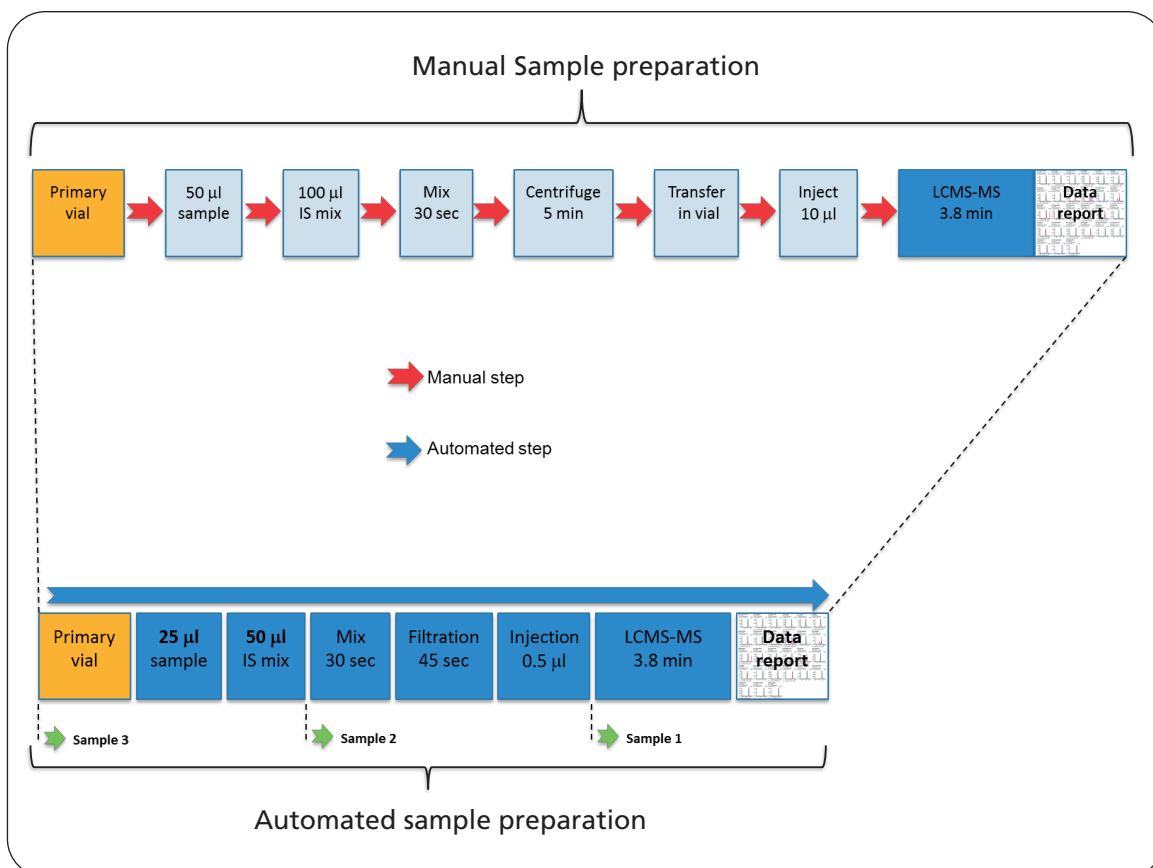 Manual Sample preparation
Primary
vial
50 µl
sample
100 µl
IS mix
Mix
30 sec
Centrifuge
5 min
Transfer
in vial
Inject
10 µl
LCMS-MS
3.8 min
Data
report
Manual step
Automated step
Primary
vial
25 µl
sample
50 µl
IS mix
Mix
30 sec
Filtration
45 sec
Injection
0.5 µl
LCMS-MS
3.8 min
Data
report
Sample 3
Sample 2
Sample 1
Automated sample preparation